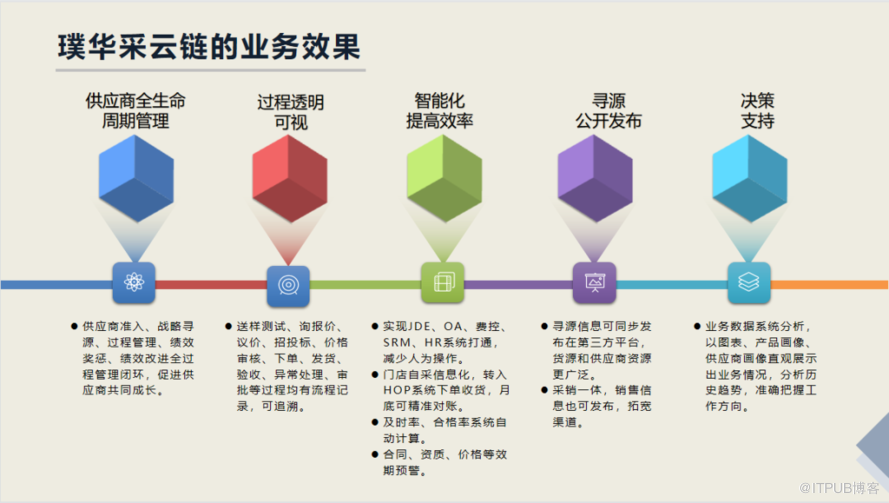 璞华采云链的业务效果
供应商全生命
周期管理
过程透明
可视
智能化
提高效率
寻源
公开发布
决策
支持
● 供应商准入、战略寻
源、过程管理、绩效
奖惩、绩效改进全过
程管理闭环，促进供
应商共同成长。
● 送样测试、询报价、
议价、招投标、价格
审核、下单、发货、
验收、异常处理、审
批等过程均有流程记
录，可追溯。
● 实现JDE、OA、费控、
SRM、HR系统打通，
减少人为操作。
● 门店自采信息化，转入
HOP系统下单收货，月
底可精准对账。
● 及时率、合格率系统自
动计算。
● 合同、资质、价格等效
期预警。
● 寻源信息可同步发
布在第三方平台，
货源和供应商资源
更广泛。
● 采销一体，销售信
息也可发布，拓宽
渠道。
● 业务数据系统分析，
以图表、产品画像、
供应商画像直观展示
出业务情况，分析历
史趋势，准确把握工
作方向。
@ITPUB博客